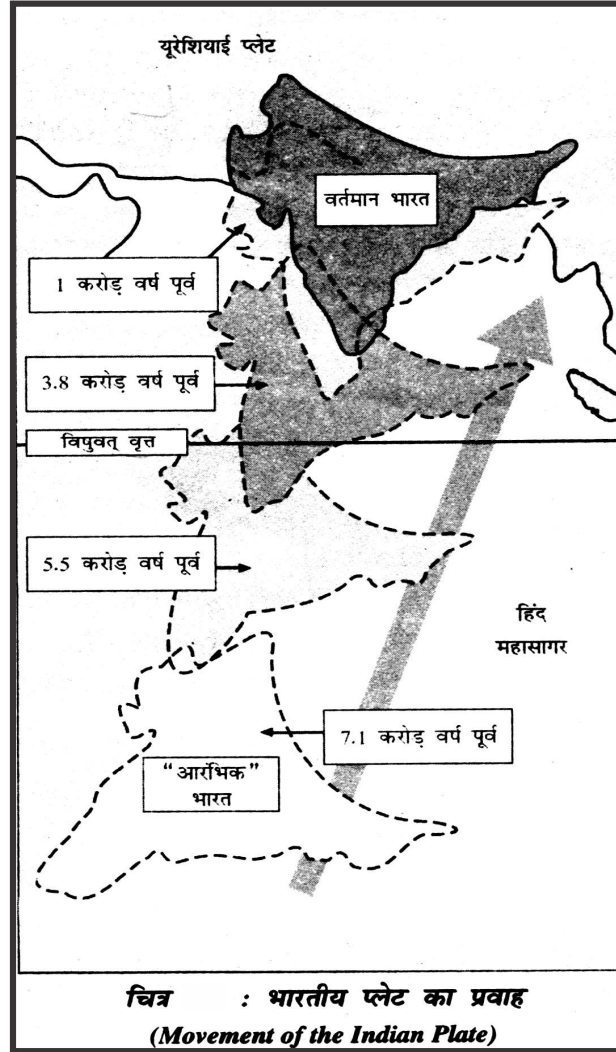 यूरेशियाई प्लेट
वर्तमान भारत
1 करोड़ वर्ष पूर्व
3.8 करोड़ वर्ष पूर्व
विषुवत् वृत्त
5.5 करोड़ वर्ष पूर्व
हिंद
महासागर
7.1 करोड़ वर्ष पूर्व
“आरंभिक”
भारत
चित्र : भारतीय प्लेट का प्रवाह
(Movement of the Indian Plate)